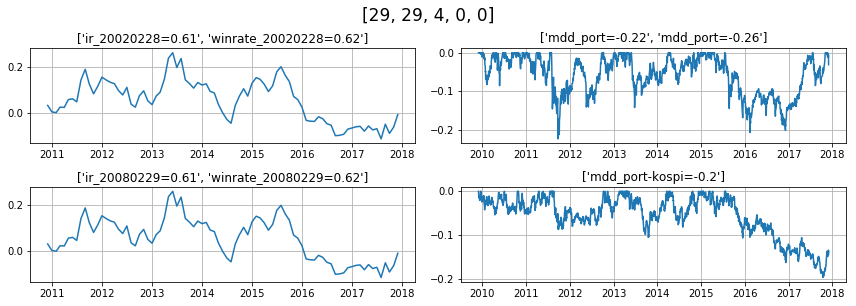 [29, 29, 4, 0, 0]
['ir_20020228=0.61', 'winrate_20020228=0.62']
0.2
0.0
2011 2012 2013 2014 2015 2016 2017 2018
['mdd_port=-0.22', 'mdd_port=-0.26']
0.0
−0.1
−0.2
2010 2011 2012 2013 2014 2015 2016 2017 2018
['ir_20080229=0.61', 'winrate_20080229=0.62']
0.2
0.0
2011 2012 2013 2014 2015 2016 2017 2018
['mdd_port-kospi=-0.2']
0.0
−0.1
−0.2
2010 2011 2012 2013 2014 2015 2016 2017 2018